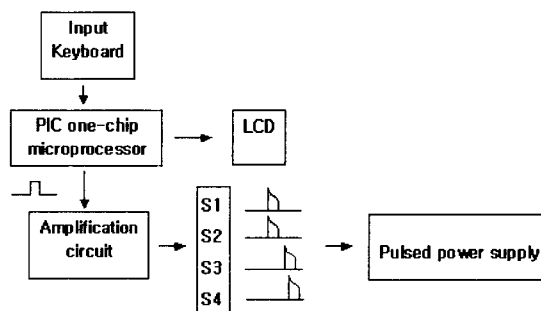 Input
Keyboard
PIC one-chip
microprocessor
LCD
Amplification
circuit
S1
S2
S3
S4
Pulsed power supply